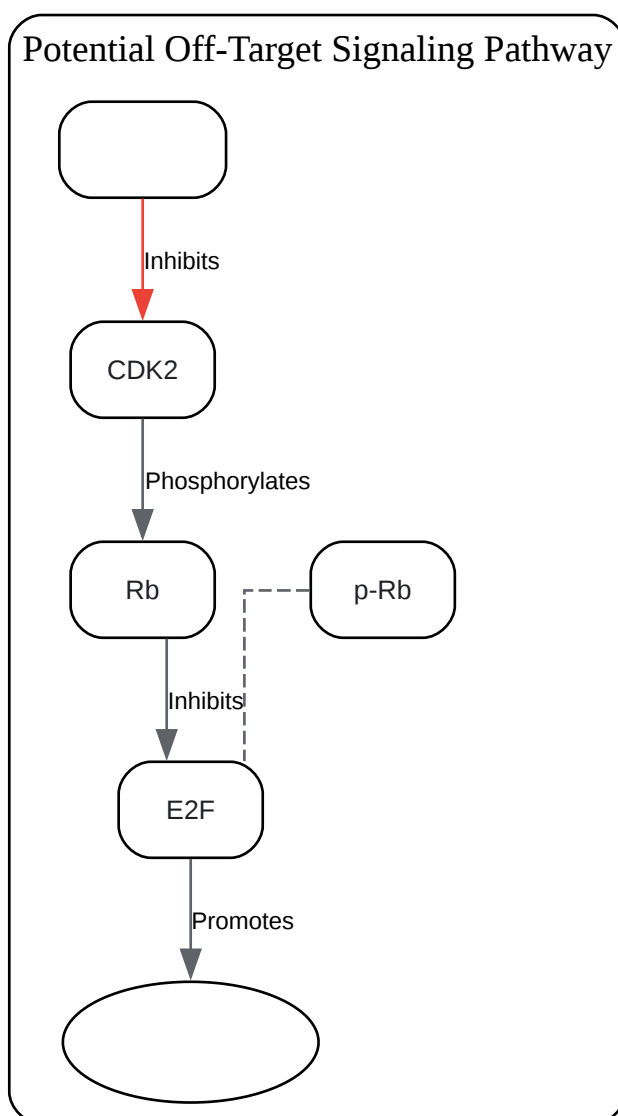 Potential Off-Target Signaling Pathway
Inhibits
CDK2
Phosphorylates
Rb
p-Rb
Inhibits
E2F
Promotes